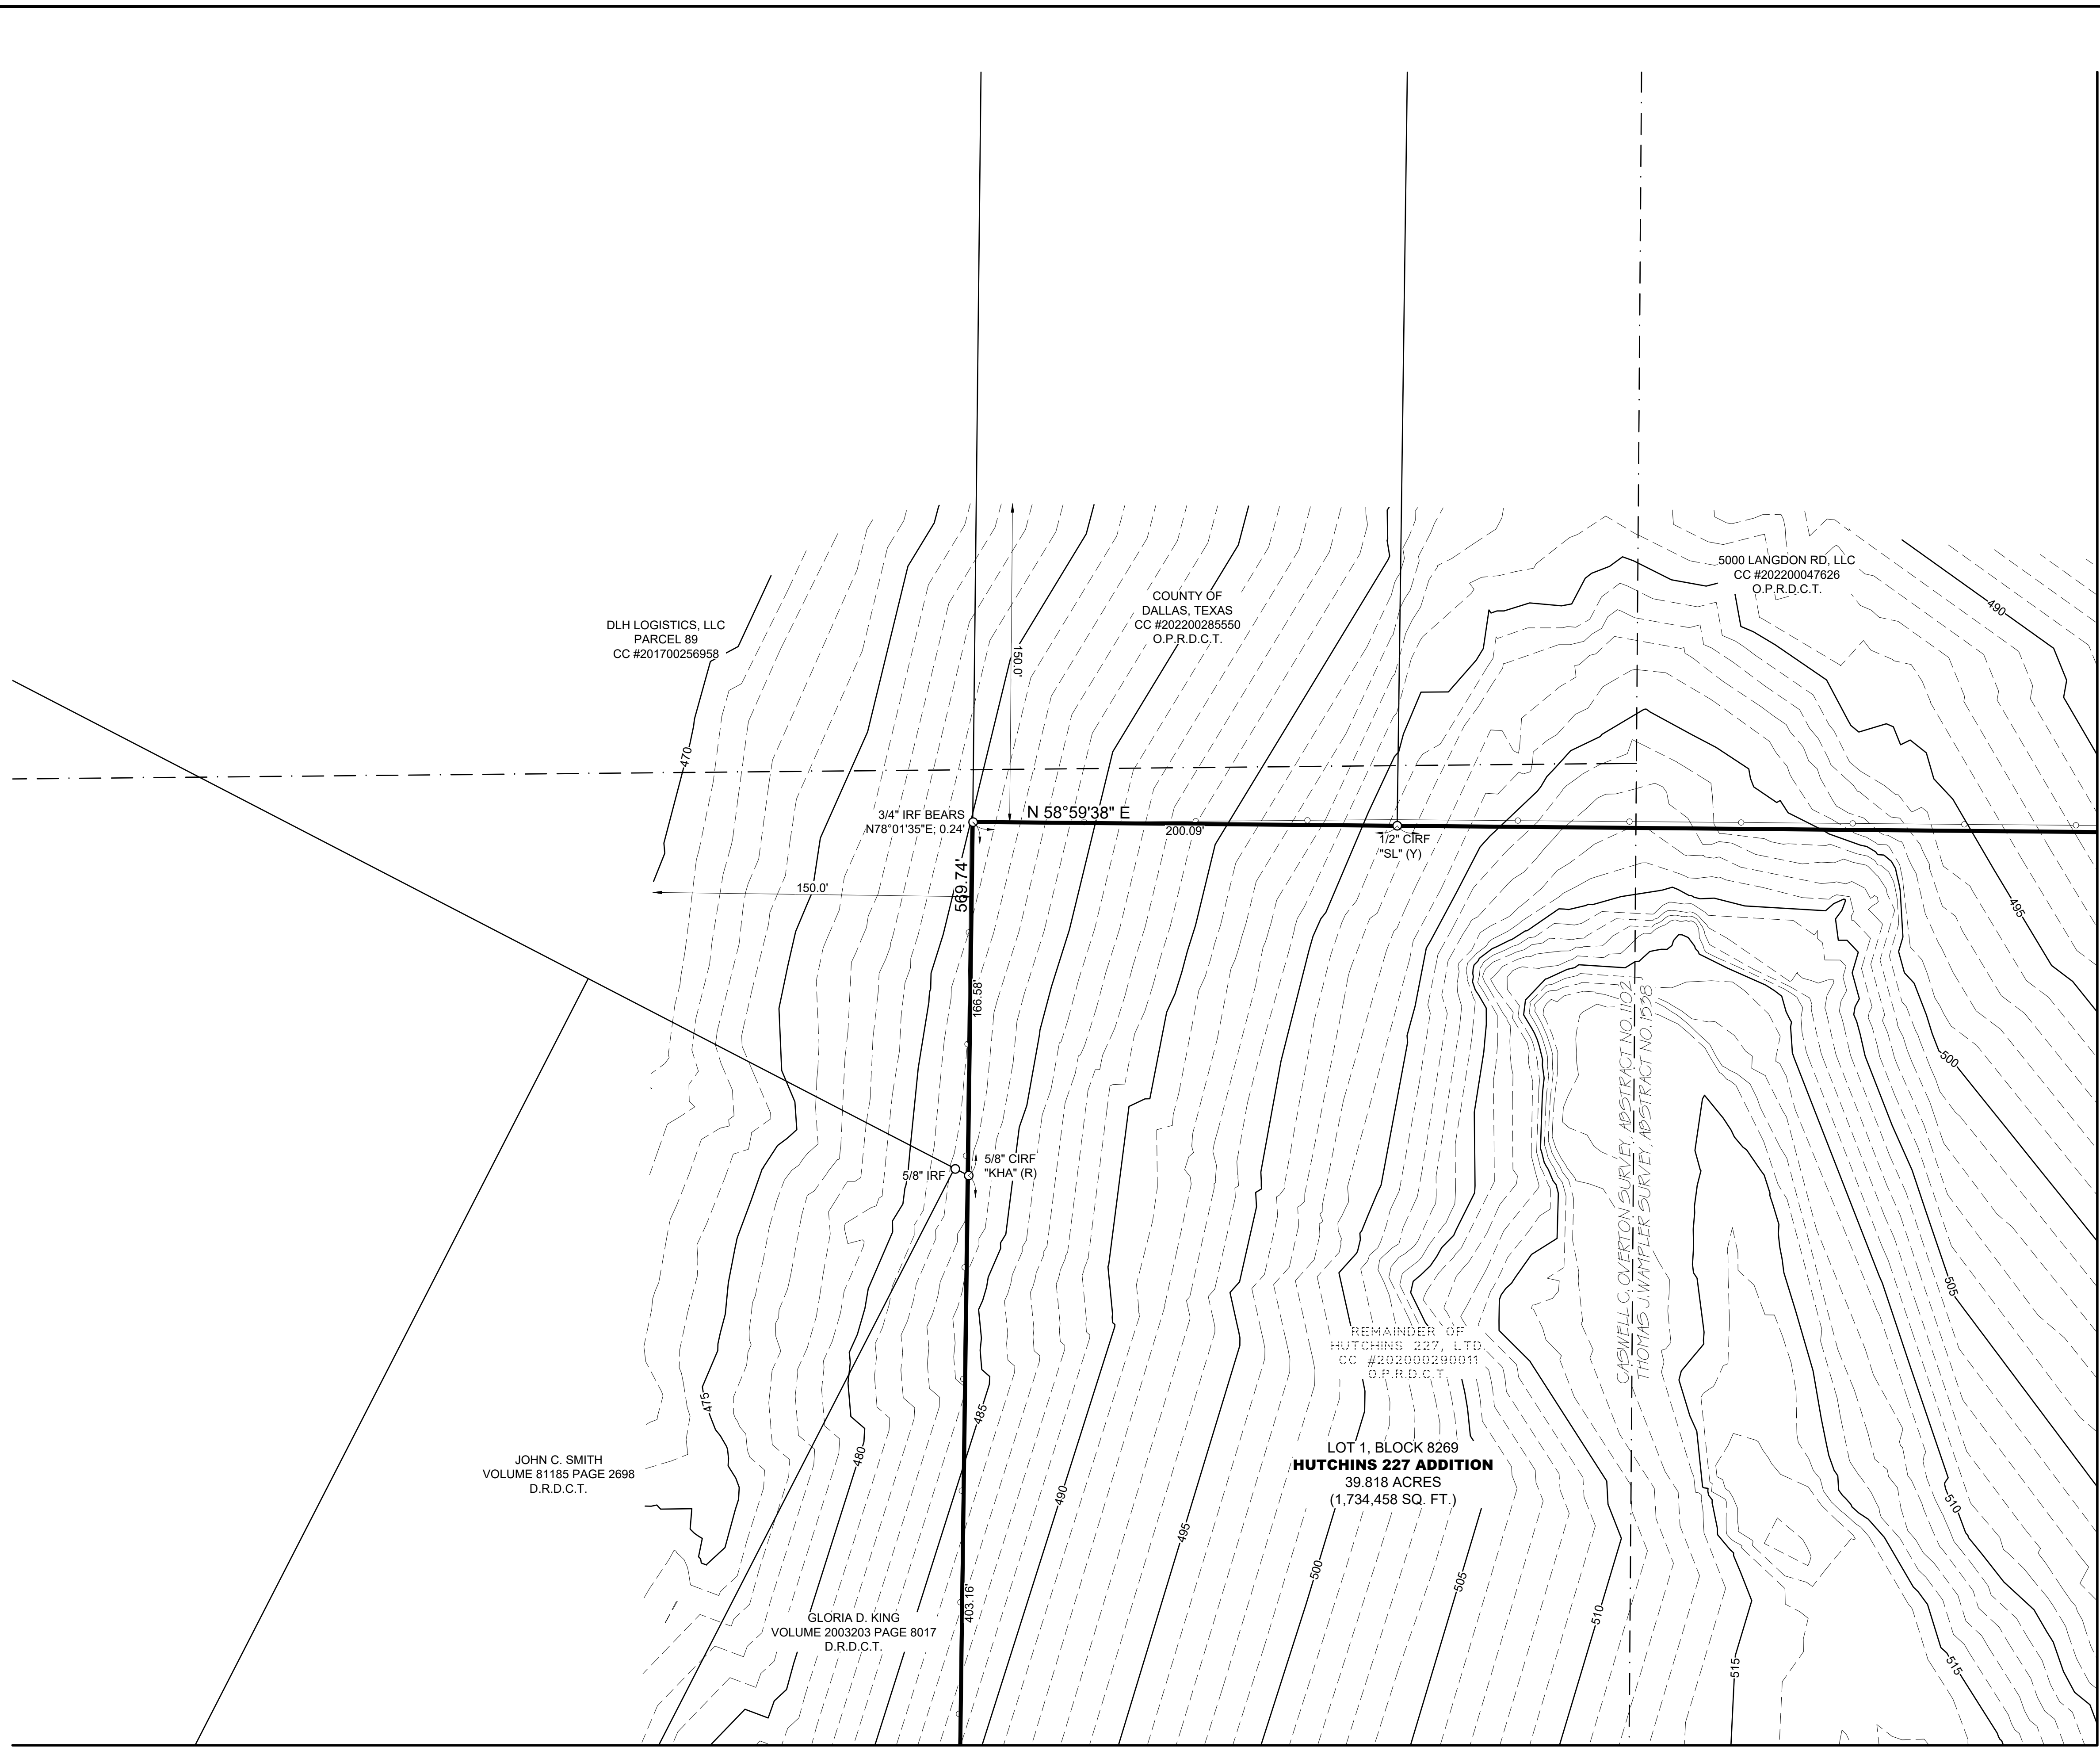 5000 LANGDON RD, LLC
CC #202200047626
O.P.R.D.C.T.
COUNTY OF
DALLAS, TEXAS
CC #202200285550
O.P.R.D.C.T.
DLH LOGISTICS, LLC
PARCEL 89
CC #201700256958
490
150.0'
470
3/4" IRF BEARS
N78°01'35"E; 0.24'
N 58°59'38" E
200.09'
1/2" CIRF
"SL" (Y)
150.0'
569.74'
495
166.58'
500
CASWELL C. OVERTON SURVEY, ABSTRACT NO. 1102
THOMAS J. WAMPLER SURVEY, ABSTRACT NO. 1538
5/8" CIRF
"KHA" (R)
5/8" IRF
505
REMAINDER OF
HUTCHINS 227, LTD
CC #202000290011
O.P.R.D.C.T.
475
485
480
LOT 1, BLOCK 8269
HUTCHINS 227 ADDITION
39.818 ACRES
(1,734,458 SQ. FT.)
JOHN C. SMITH
VOLUME 81185 PAGE 2698
D.R.D.C.T.
490
510
495
500
505
403.16'
510
GLORIA D. KING
VOLUME 2003203 PAGE 8017
D.R.D.C.T.
515
515